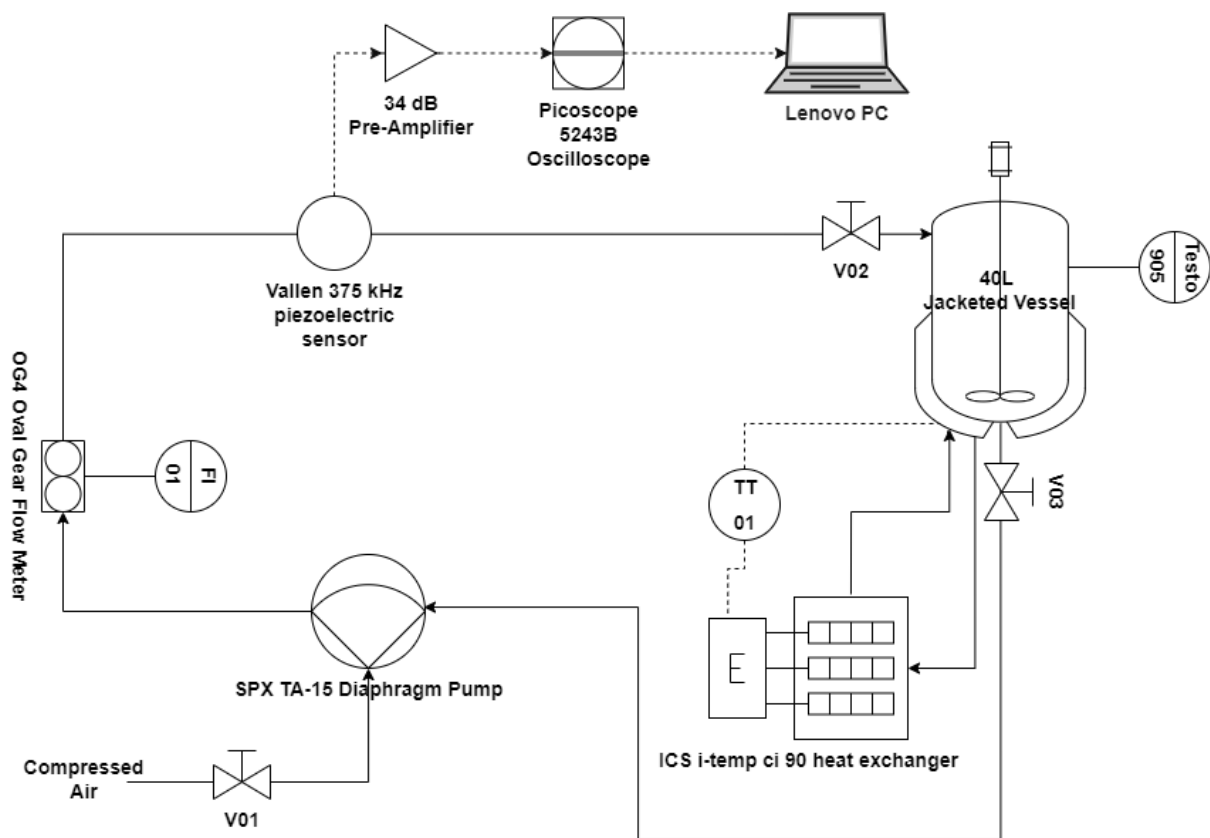 34 dB
Pre-Amplifier
Picoscope
5243B
Oscilloscope
Lenovo PC
Vallen 375 kHz
piezoelectric
sensor
V02
40L
Jacketed Vessel
Testo
905
OG4 Oval Gear Flow Meter
FI
01
V03
TT
01
SPX TA-15 Diaphragm Pump
E
ICS i-temp ci 90 heat exchanger
Compressed
Air
V01